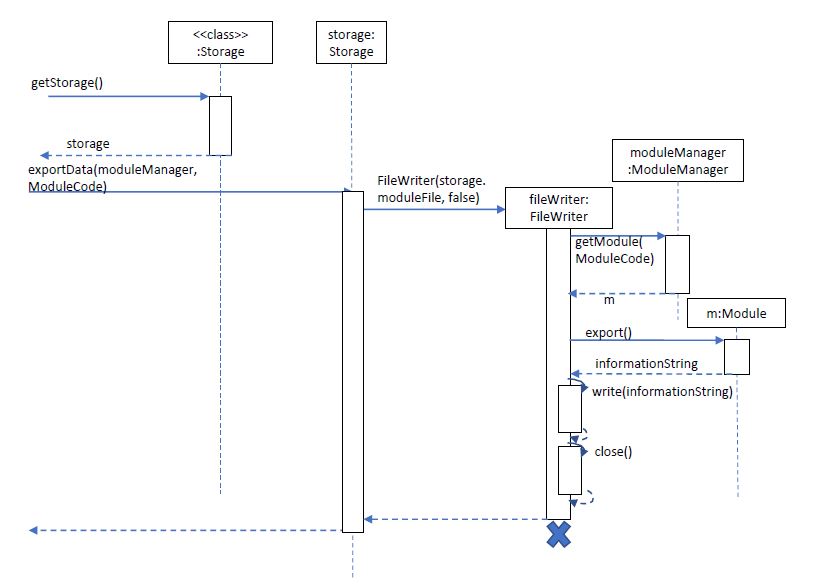 <<class>>
:Storage
storage:
Storage
getStorage()
storage
exportData(moduleManager,
ModuleCode)
FileWriter(storage.
moduleFile, false)
fileWriter:
FileWriter
moduleManager
:ModuleManager
getModule(
ModuleCode)
m
m:Module
export()
informationString
write(informationString)
close()